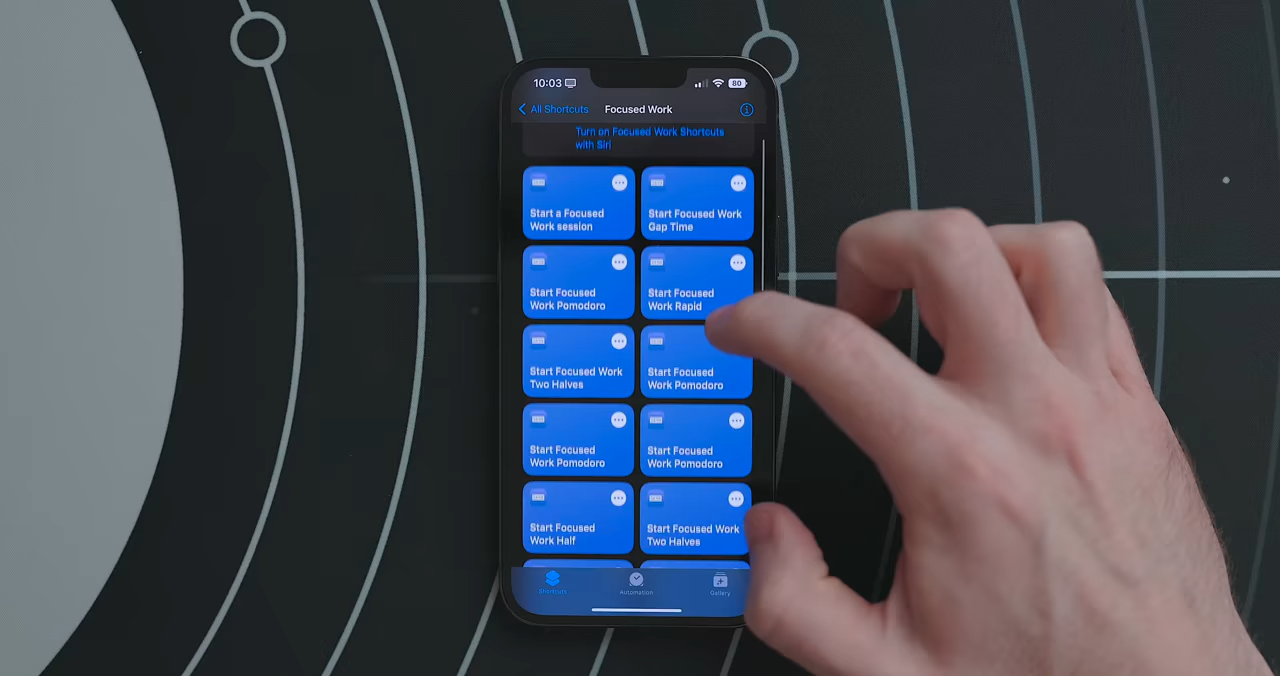 10:03
80
All Shortcuts
Focused Work
Turn on Focused Work Shortcuts
with Siri
Start a Focused
Work session
Start Focused Work
Gap Time
Start Focused
Work Pomodoro
Start Focused
Work Rapid
Start Focused Work
Two Halves
Start Focused
Work Pomodoro
Start Focused
Work Pomodoro
Start Focused
Work Pomodoro
Start Focused
Work Half
Start Focused Work
Two Halves
Shortcuts
Automation
Gallery